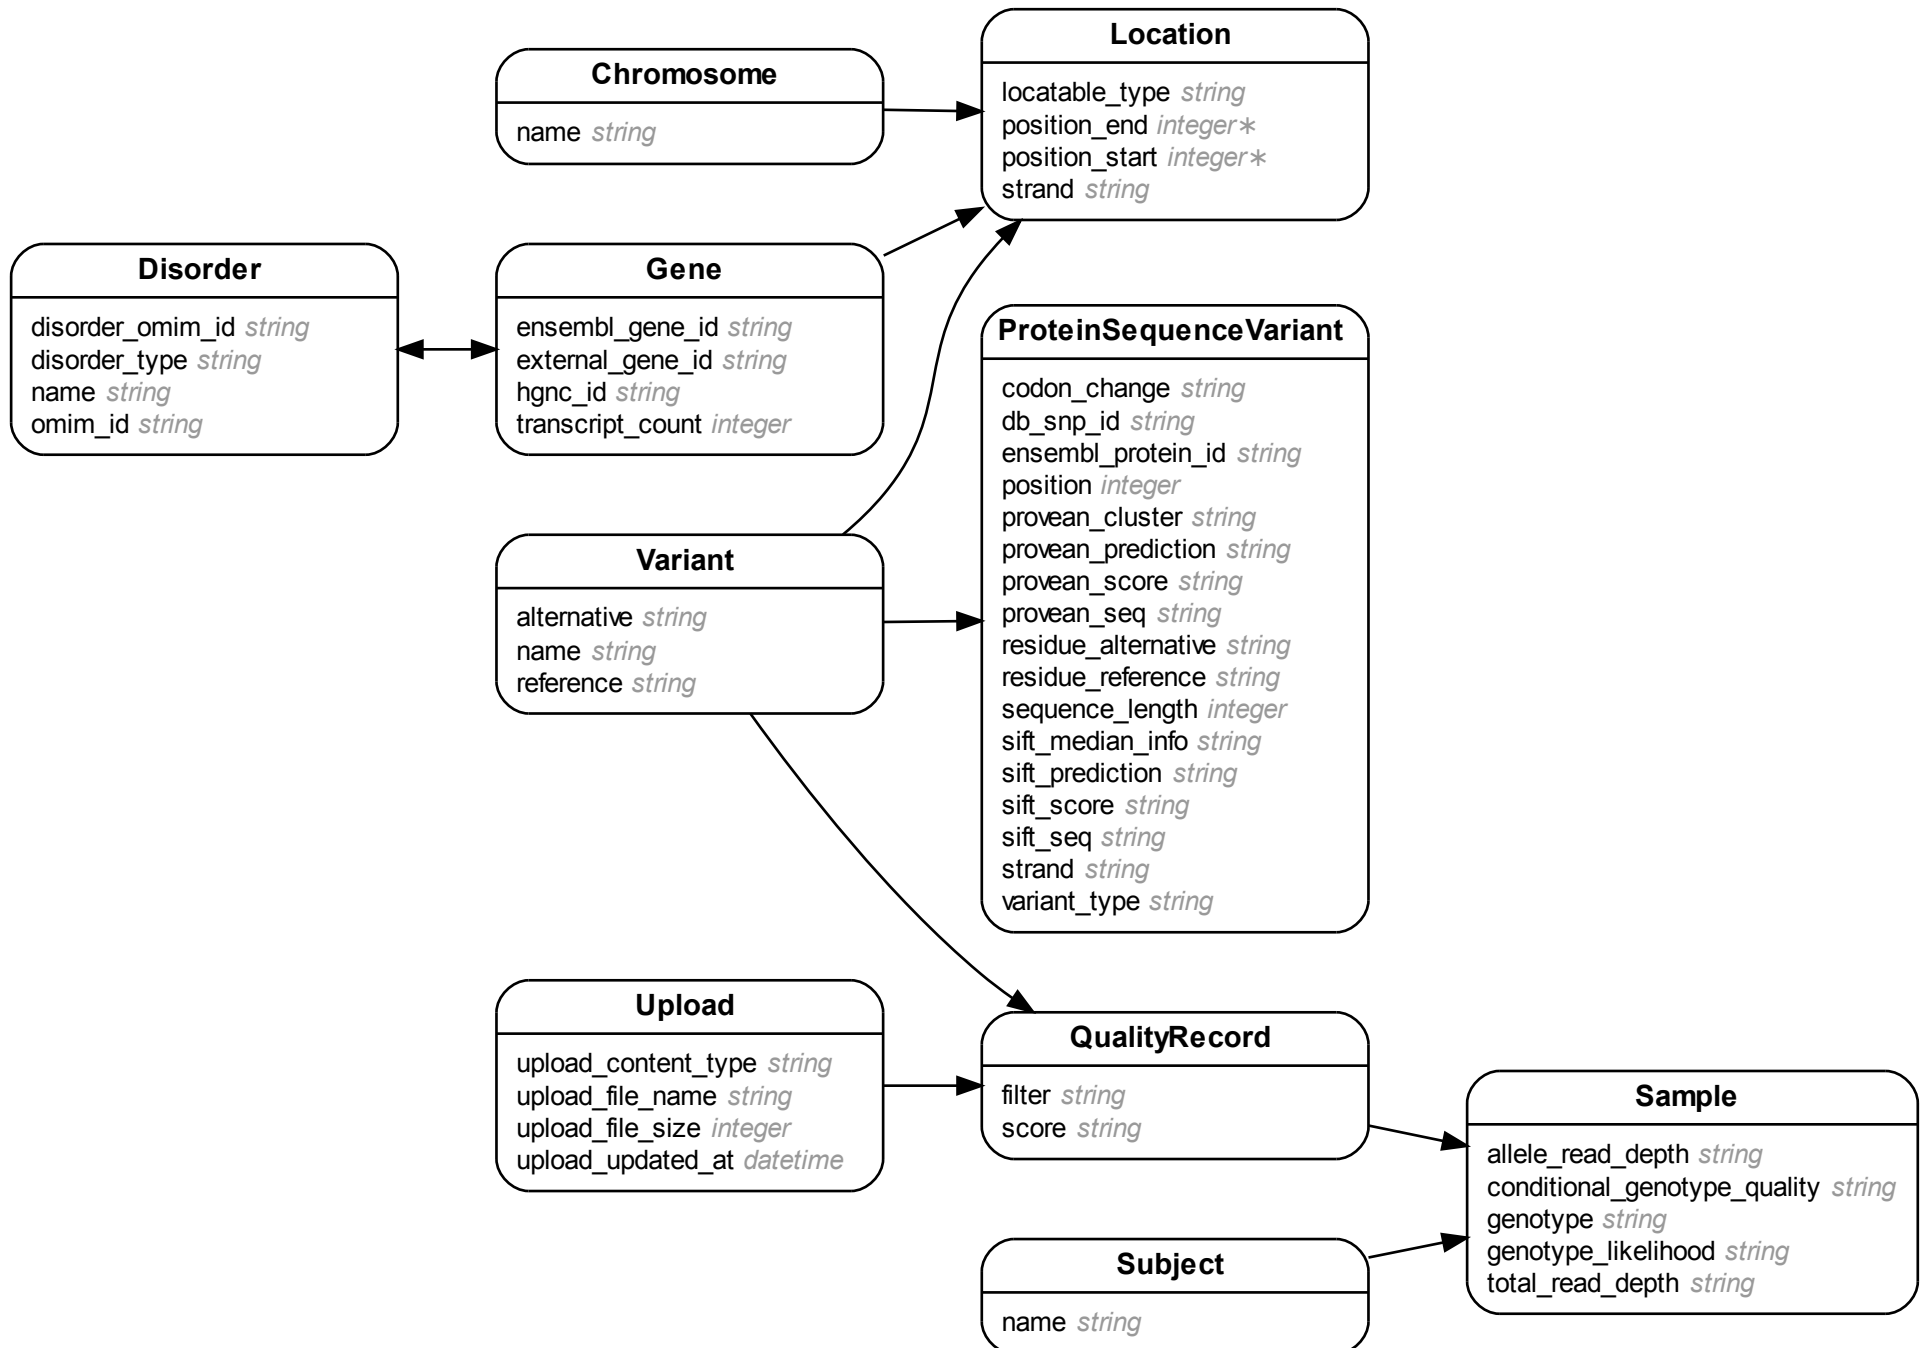 Location
locatable_type string
position_end integer∗
position_start integer∗
strand string
Chromosome
name string
Disorder
disorder_omim_id string
disorder_type string
name string
omim_id string
Gene
ensembl_gene_id string
external_gene_id string
hgnc_id string
transcript_count integer
ProteinSequenceVariant
codon_change string
db_snp_id string
ensembl_protein_id string
position integer
provean_cluster string
provean_prediction string
provean_score string
provean_seq string
residue_alternative string
residue_reference string
sequence_length integer
sift_median_info string
sift_prediction string
sift_score string
sift_seq string
strand string
variant_type string
Variant
alternative string
name string
reference string
Upload
upload_content_type string
upload_file_name string
upload_file_size integer
upload_updated_at datetime
QualityRecord
filter string
score string
Sample
allele_read_depth string
conditional_genotype_quality string
genotype string
genotype_likelihood string
total_read_depth string
Subject
name string